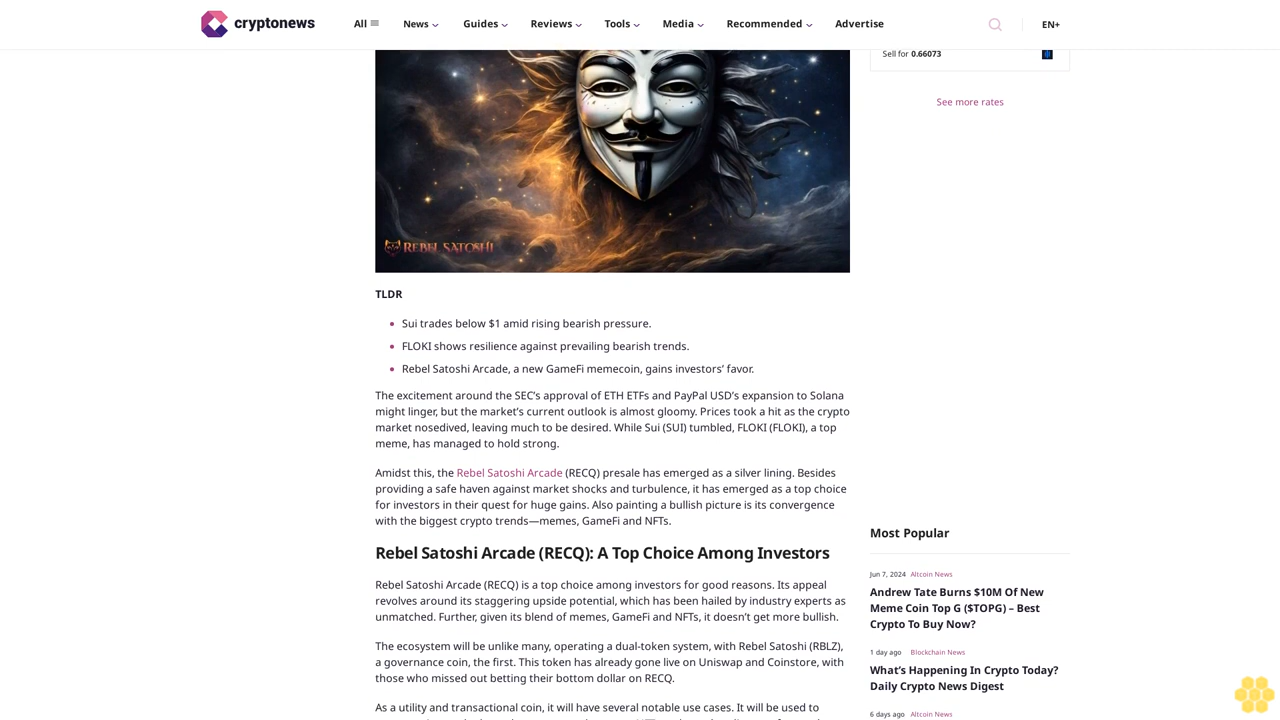 cryptonews
All
News
Guides
Reviews
Tools
Media
Recommended
Advertise
EN+
Sell for 0.66073
See more rates
REBEL SATOSHI
TLDR
Sui trades below $1 amid rising bearish pressure.
FLOKI shows resilience against prevailing bearish trends.
Rebel Satoshi Arcade, a new GameFi memecoin, gains investors’ favor.
The excitement around the SEC’s approval of ETH ETFs and PayPal USD’s expansion to Solana
might linger, but the market’s current outlook is almost gloomy. Prices took a hit as the crypto
market nosedived, leaving much to be desired. While Sui (SUI) tumbled, FLOKI (FLOKI), a top
meme, has managed to hold strong.
Amidst this, the Rebel Satoshi Arcade (RECQ) presale has emerged as a silver lining. Besides
providing a safe haven against market shocks and turbulence, it has emerged as a top choice
for investors in their quest for huge gains. Also painting a bullish picture is its convergence
with the biggest crypto trends—memes, GameFi and NFTs.
Rebel Satoshi Arcade (RECQ): A Top Choice Among Investors
Rebel Satoshi Arcade (RECQ) is a top choice among investors for good reasons. Its appeal
revolves around its staggering upside potential, which has been hailed by industry experts as
unmatched. Further, given its blend of memes, GameFi and NFTs, it doesn’t get more bullish.
The ecosystem will be unlike many, operating a dual-token system, with Rebel Satoshi (RBLZ),
a governance coin, the first. This token has already gone live on Uniswap and Coinstore, with
those who missed out betting their bottom dollar on RECQ.
As a utility and transactional coin, it will have several notable use cases. It will be used to
Most Popular
Jun 7, 2024 Altcoin News
Andrew Tate Burns $10M Of New
Meme Coin Top G ($TOPG) – Best
Crypto To Buy Now?
1 day ago Blockchain News
What’s Happening In Crypto Today?
Daily Crypto News Digest
6 days ago Altcoin News